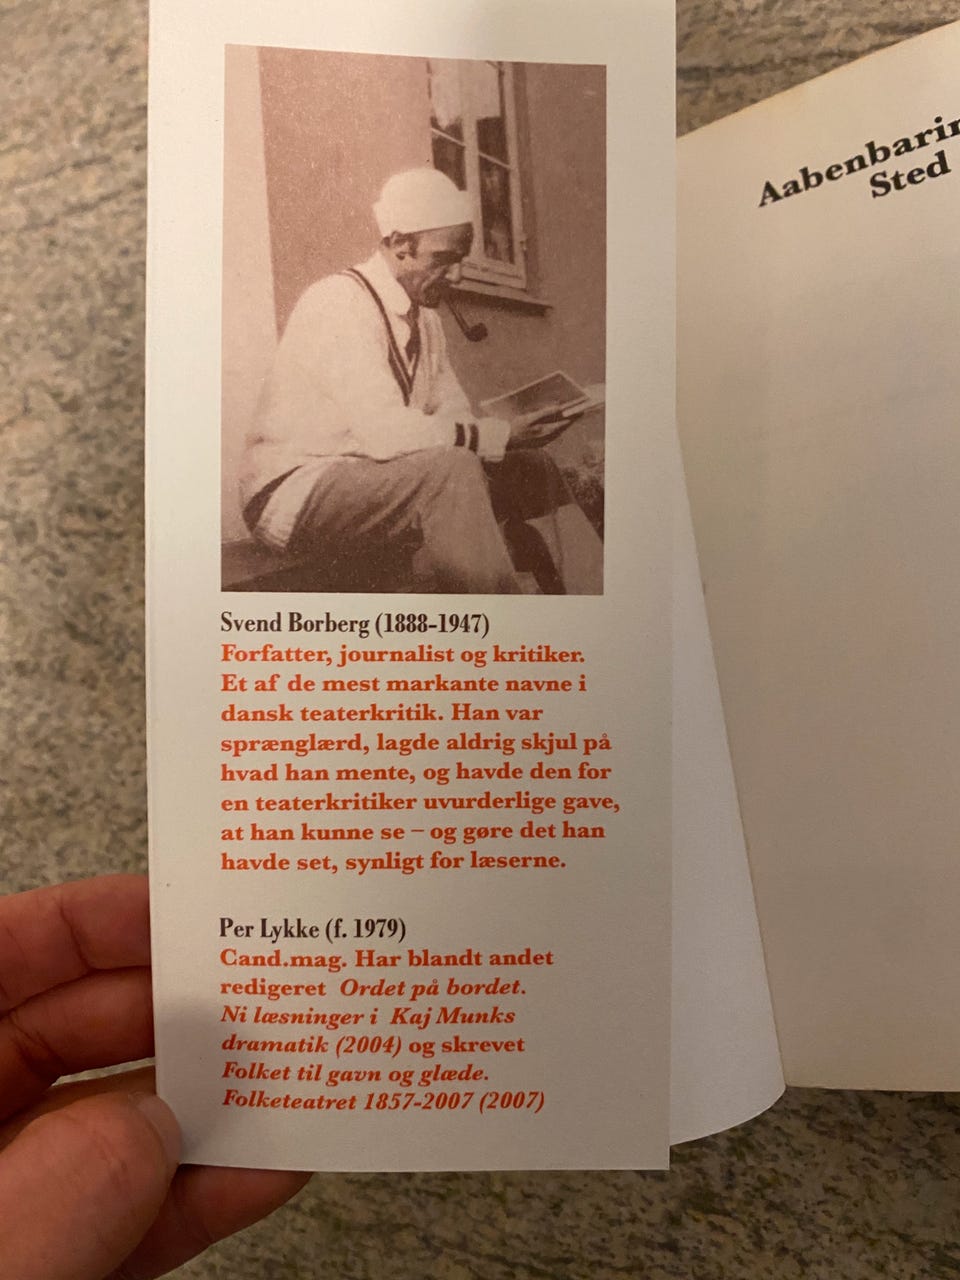 Svend Borberg (1888-1947)
Forfatter, journalist og kritiker.
Et af de mest markante navne i
dansk teaterkritik. Han var
sprænglærd, lagde aldrig skjul på
hvad han mente, og havde den for
en teaterkritiker uvurderlige gave,
at han kunne se – og gøre det han
havde set, synligt for læserne.
Per Lykke (f. 1979)
Cand.mag. Har blandt andet
redigeret Ordet på bordet.
Ni læsninger i Kaj Munks
dramatik (2004) og skrevet
Folket til gavn og glæde.
Folketeatret 1857-2007 (2007)
Sted